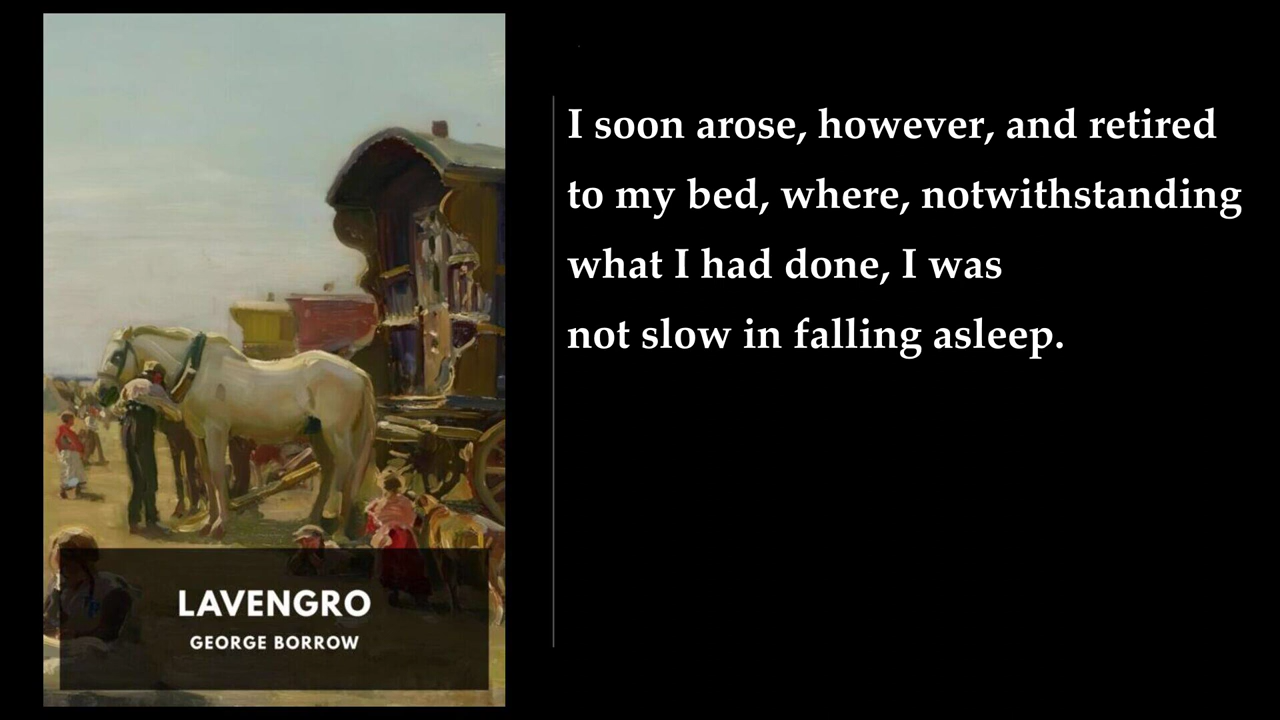 LAVENGRO
GEORGE BORROW
I soon arose, however, and retired
to my bed, where, notwithstanding
what I had done, I was
not slow in falling asleep.